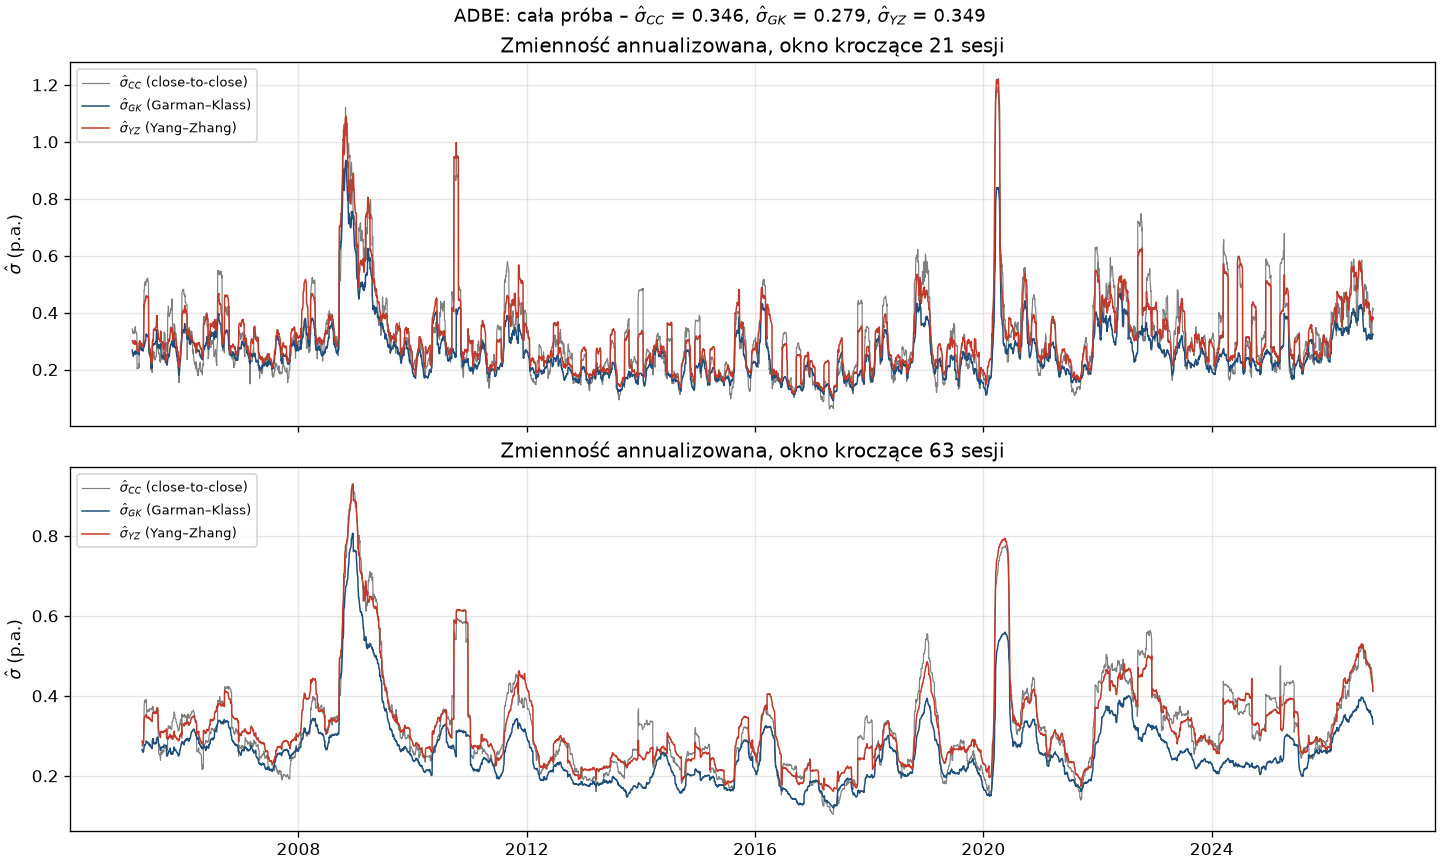 ADBE: cała próba – σ̂CC = 0.346, σ̂GK = 0.279, σ̂YZ = 0.349
Zmienność annualizowana, okno kroczące 21 sesji
σ̂CC (close-to-close)
σ̂GK (Garman–Klass)
σ̂YZ (Yang–Zhang)
σ̂ (p.a.)
1.2
1.0
0.8
0.6
0.4
0.2
Zmienność annualizowana, okno kroczące 63 sesji
σ̂CC (close-to-close)
σ̂GK (Garman–Klass)
σ̂YZ (Yang–Zhang)
σ̂ (p.a.)
0.8
0.6
0.4
0.2
2008 2012 2016 2020 2024